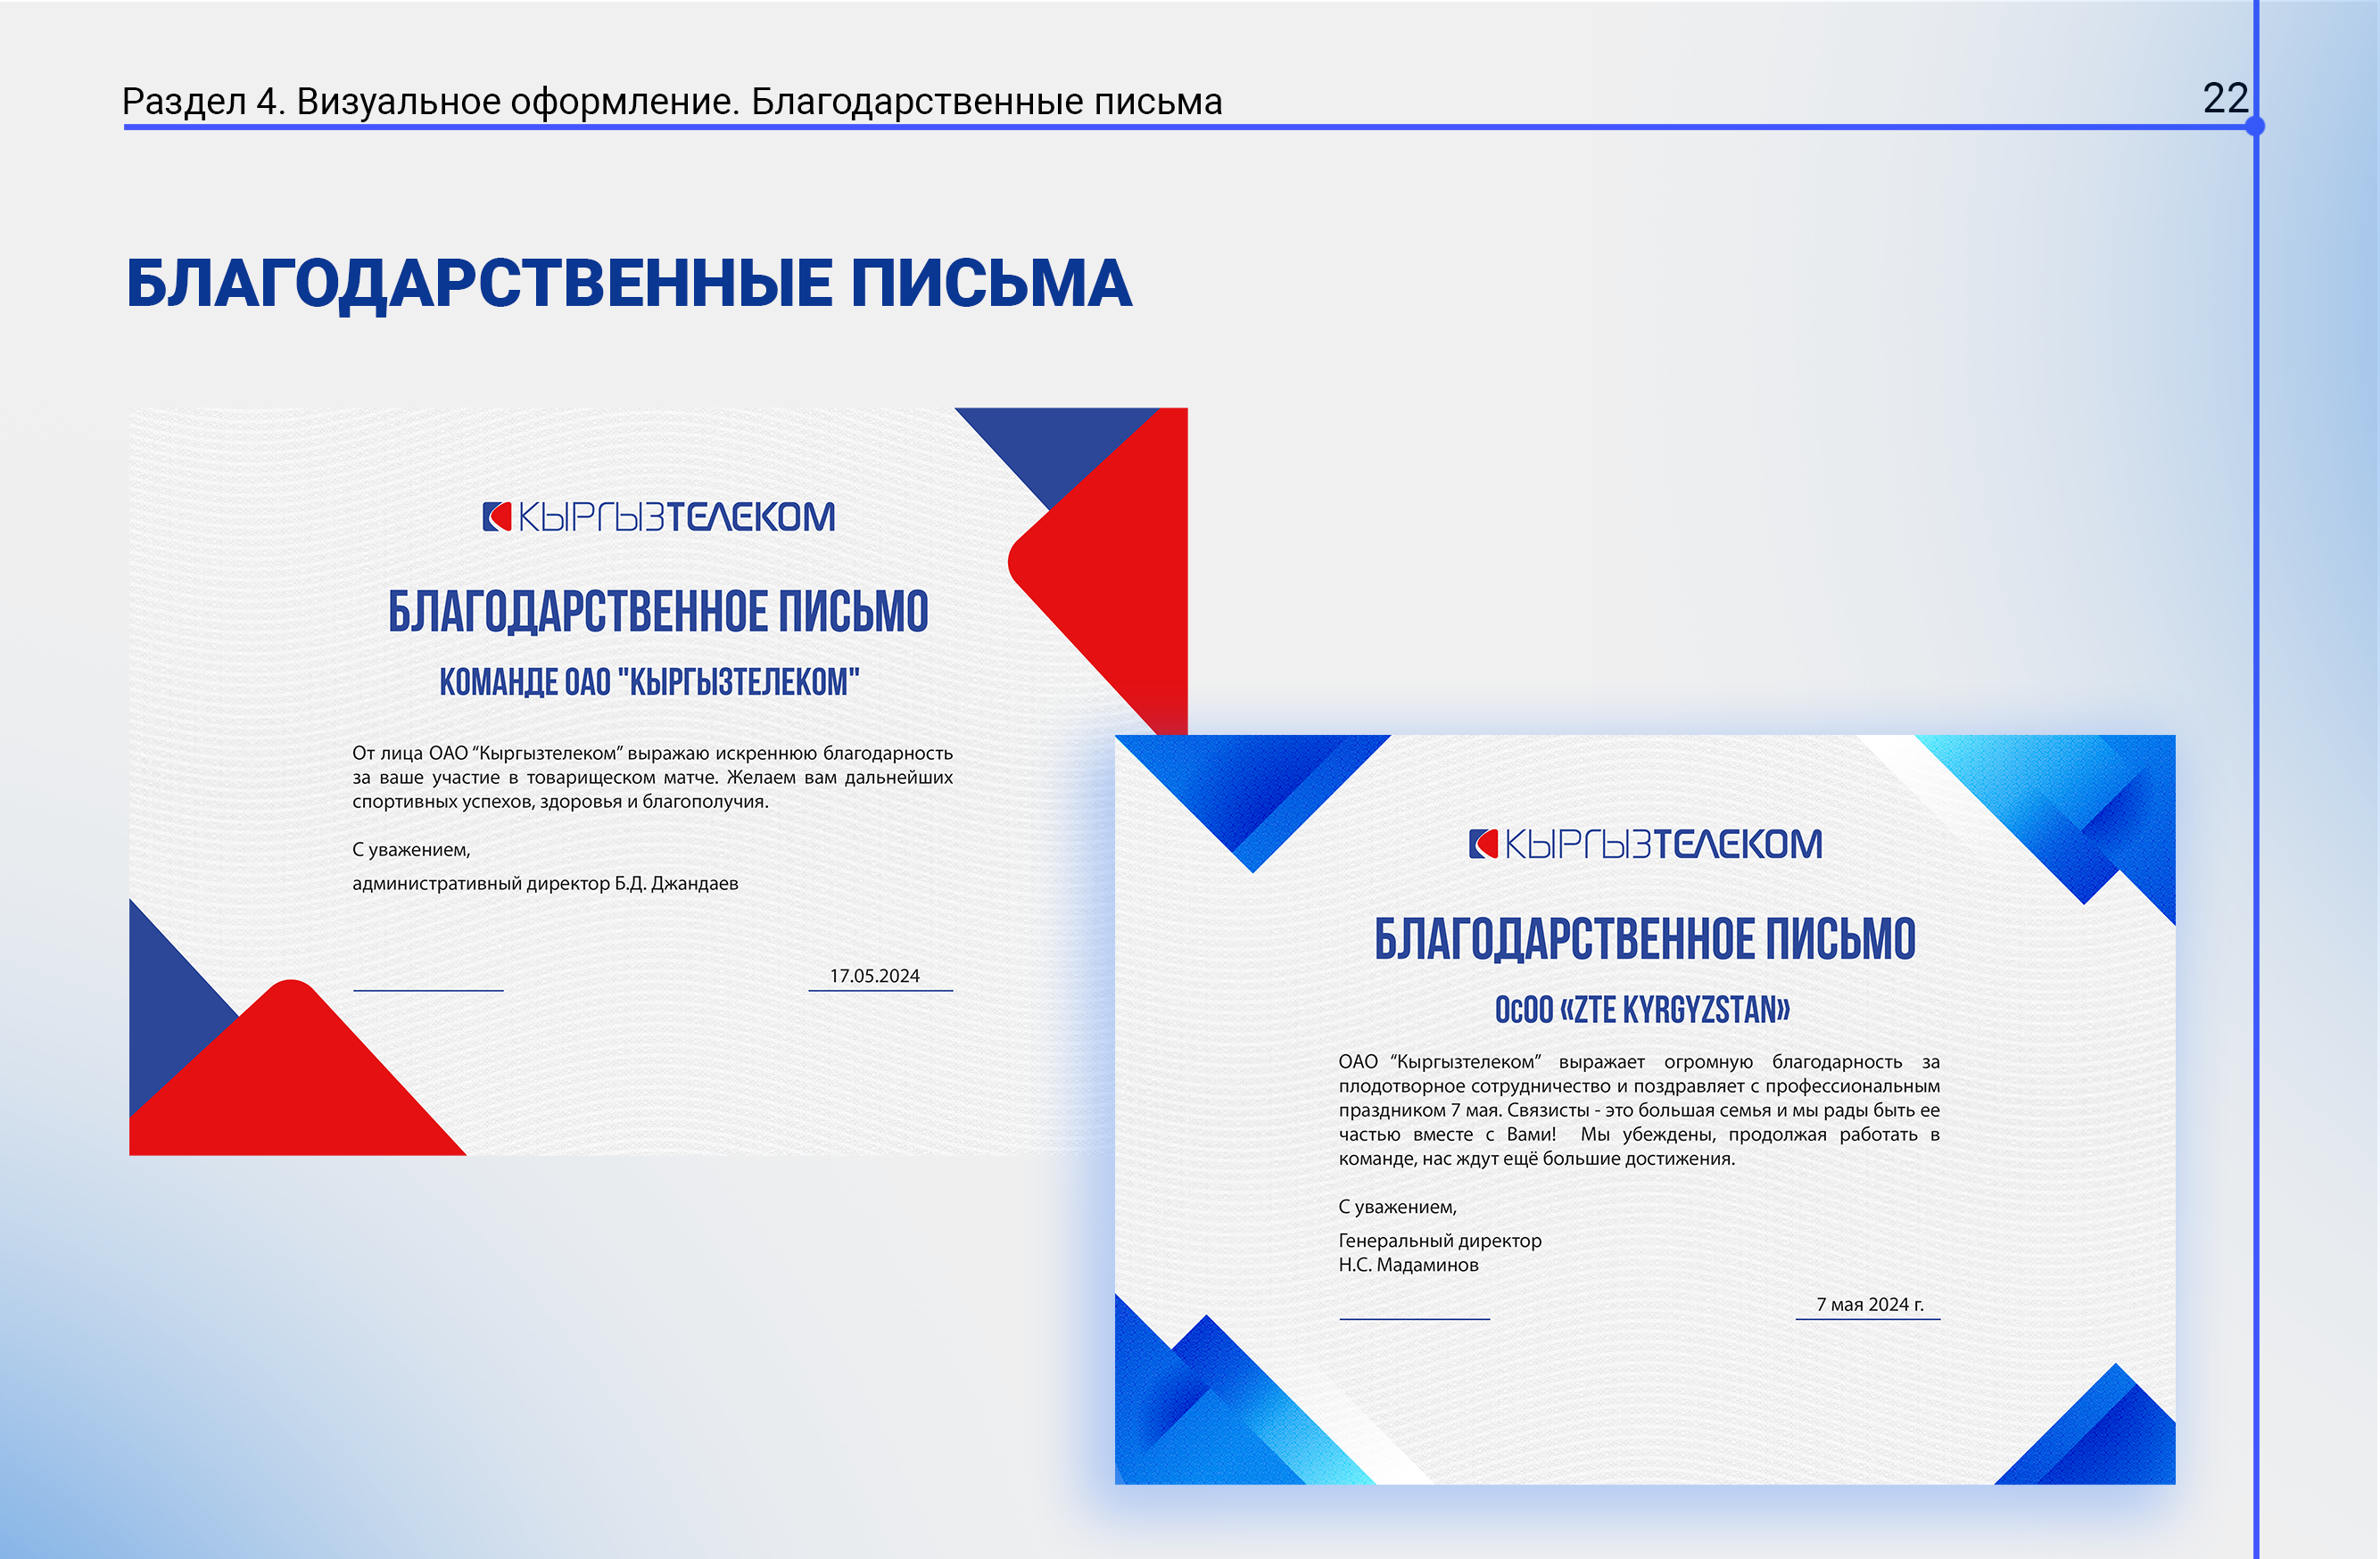 Раздел 4. Визуальное оформление. Благодарственные письма
22
БЛАГОДАРСТВЕННЫЕ ПИСЬМА
КЫРГЫЗТЕЛЕКОМ
БЛАГОДАРСТВЕННОЕ ПИСЬМО
КОМАНДЕ ОАО "КЫРГЫЗТЕЛЕКОМ"
От лица ОАО “Кыргызтелеком” выражаю искреннюю благодарность
за ваше участие в товарищеском матче. Желаем вам дальнейших
спортивных успехов, здоровья и благополучия.
С уважением,
административный директор Б.Д. Джандаев
17.05.2024
КЫРГЫЗТЕЛЕКОМ
БЛАГОДАРСТВЕННОЕ ПИСЬМО
ОсОО «ZTE KYRGYZSTAN»
ОАО “Кыргызтелеком” выражает огромную благодарность за
плодотворное сотрудничество и поздравляет с профессиональным
праздником 7 мая. Связисты - это большая семья и мы рады быть ее
частью вместе с Вами! Мы убеждены, продолжая работать в
команде, нас ждут ещё большие достижения.
С уважением,
Генеральный директор
Н.С. Мадаминов
7 мая 2024 г.